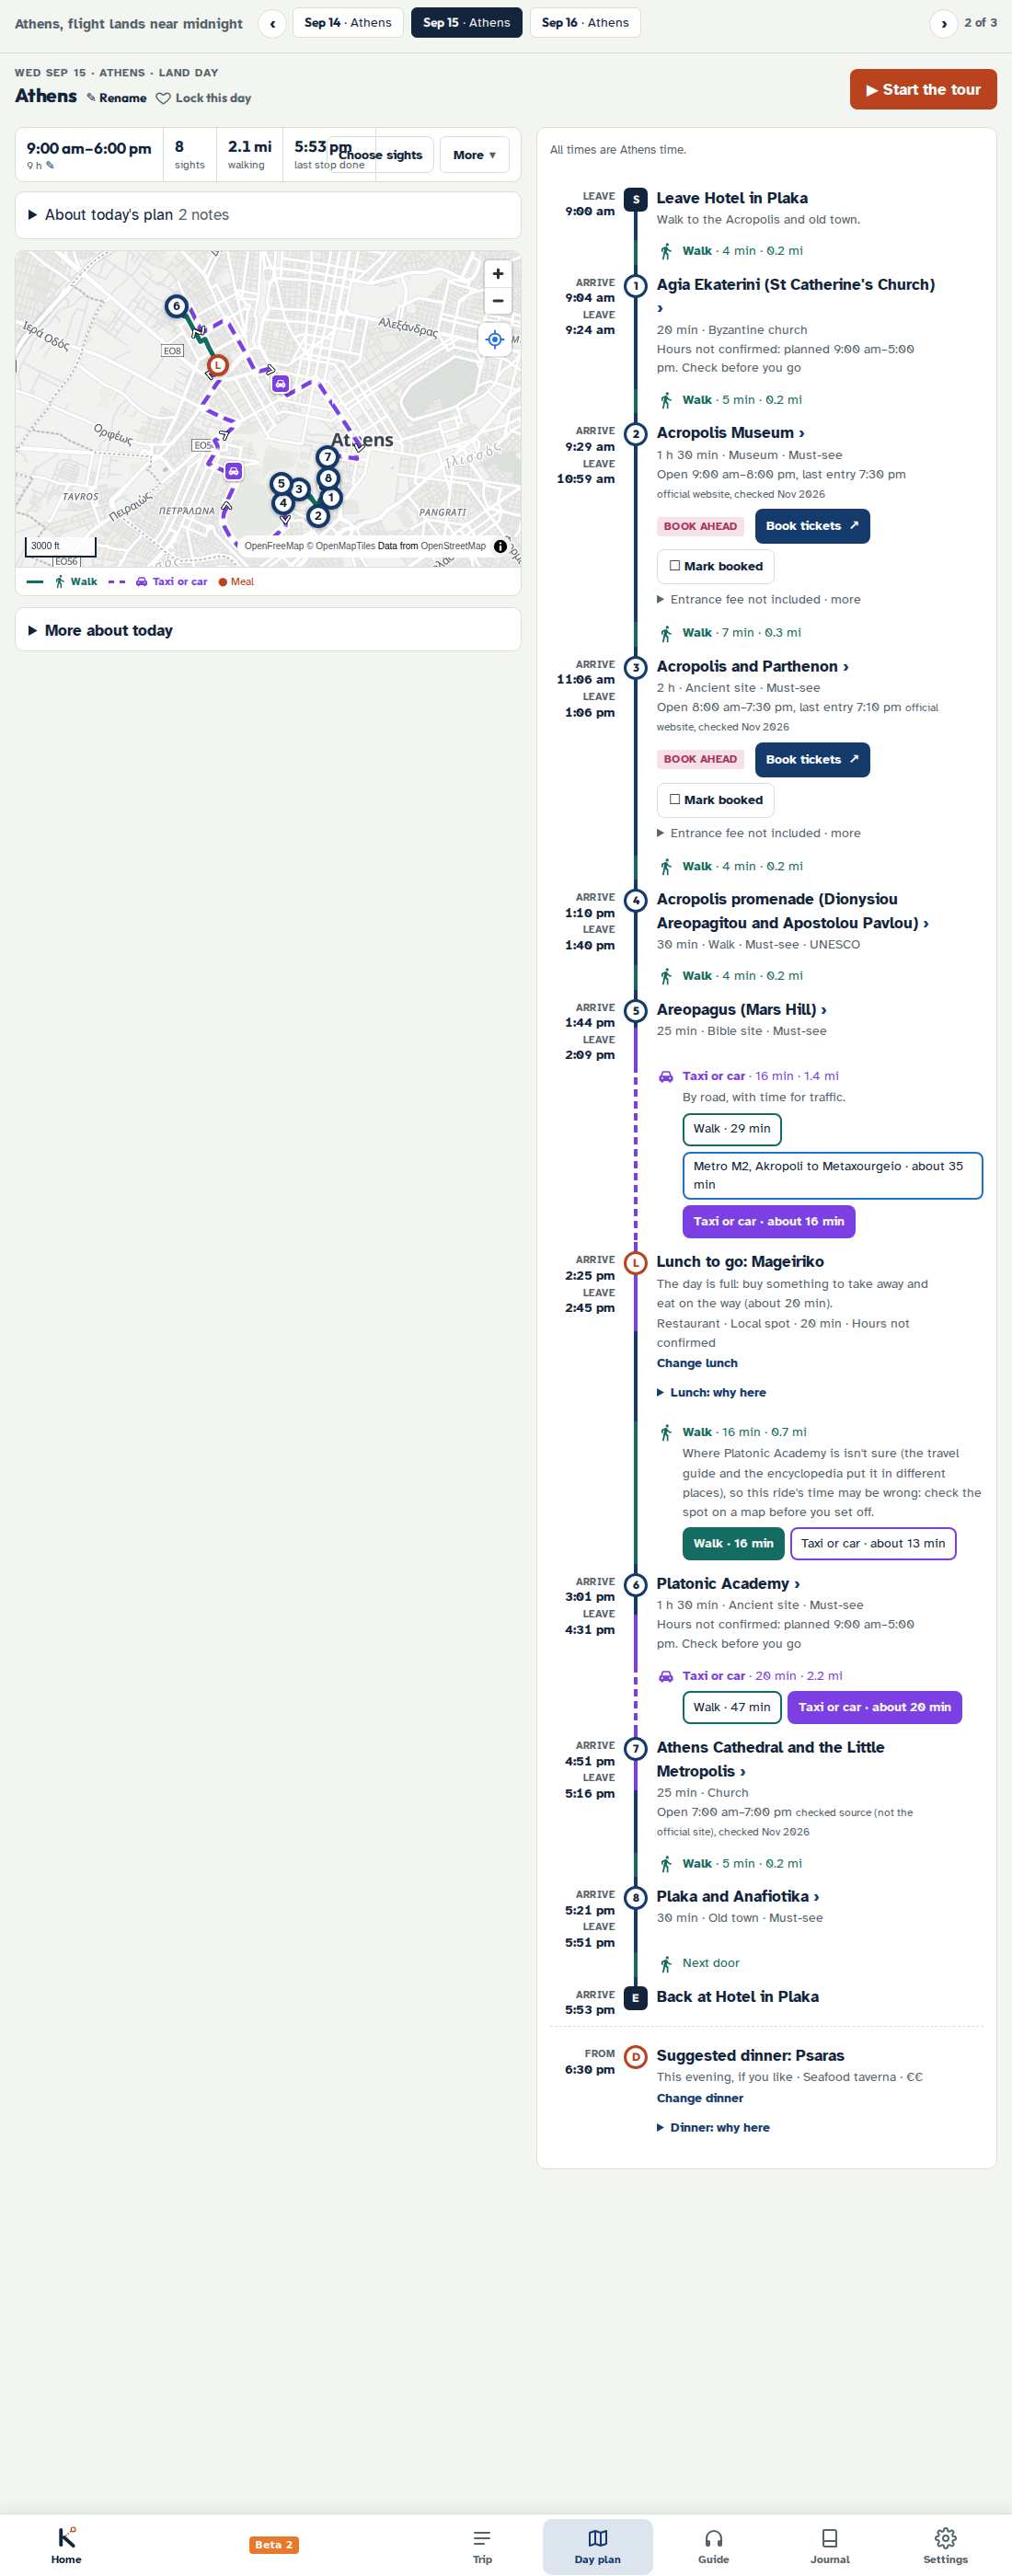 Athens, flight lands near midnight
‹
Sep 14 · Athens
Sep 15 · Athens
Sep 16 · Athens
›
2 of 3
WED SEP 15 · ATHENS · LAND DAY
Athens
✎ Rename
Lock this day
▶ Start the tour
9:00 am–6:00 pm
9 h ✎
8
sights
2.1 mi
walking
5:53 pm
last stop done
Choose sights
More ▾
▶ About today's plan 2 notes
6
L
Ιερά Οδός
EO8
Αλεξάνδρας
Ορφέως
EO5
Athens
Ιλισσός
7
8
5
3
1
4
2
TAVROS
Πειραιώς
ΠΕΤΡΑΛΩΝΑ
PANGRATI
+
−
3000 ft
EO56
OpenFreeMap © OpenMapTiles Data from OpenStreetMap
Walk
Taxi or car
Meal
▶ More about today
All times are Athens time.
LEAVE
9:00 am
S
Leave Hotel in Plaka
Walk to the Acropolis and old town.
Walk · 4 min · 0.2 mi
ARRIVE
9:04 am
LEAVE
9:24 am
1
Agia Ekaterini (St Catherine's Church)
›
20 min · Byzantine church
Hours not confirmed: planned 9:00 am–5:00
pm. Check before you go
Walk · 5 min · 0.2 mi
ARRIVE
9:29 am
LEAVE
10:59 am
2
Acropolis Museum ›
1 h 30 min · Museum · Must-see
Open 9:00 am–8:00 pm, last entry 7:30 pm
official website, checked Nov 2026
BOOK AHEAD
Book tickets ↗
☐ Mark booked
▶ Entrance fee not included · more
Walk · 7 min · 0.3 mi
ARRIVE
11:06 am
LEAVE
1:06 pm
3
Acropolis and Parthenon ›
2 h · Ancient site · Must-see
Open 8:00 am–7:30 pm, last entry 7:10 pm official
website, checked Nov 2026
BOOK AHEAD
Book tickets ↗
☐ Mark booked
▶ Entrance fee not included · more
Walk · 4 min · 0.2 mi
ARRIVE
1:10 pm
LEAVE
1:40 pm
4
Acropolis promenade (Dionysiou
Areopagitou and Apostolou Pavlou) ›
30 min · Walk · Must-see · UNESCO
Walk · 4 min · 0.2 mi
ARRIVE
1:44 pm
LEAVE
2:09 pm
5
Areopagus (Mars Hill) ›
25 min · Bible site · Must-see
Taxi or car · 16 min · 1.4 mi
By road, with time for traffic.
Walk · 29 min
Metro M2, Akropoli to Metaxourgeio · about 35
min
Taxi or car · about 16 min
ARRIVE
2:25 pm
LEAVE
2:45 pm
L
Lunch to go: Mageiriko
The day is full: buy something to take away and
eat on the way (about 20 min).
Restaurant · Local spot · 20 min · Hours not
confirmed
Change lunch
▶ Lunch: why here
Walk · 16 min · 0.7 mi
Where Platonic Academy is isn't sure (the travel
guide and the encyclopedia put it in different
places), so this ride's time may be wrong: check the
spot on a map before you set off.
Walk · 16 min
Taxi or car · about 13 min
ARRIVE
3:01 pm
LEAVE
4:31 pm
6
Platonic Academy ›
1 h 30 min · Ancient site · Must-see
Hours not confirmed: planned 9:00 am–5:00
pm. Check before you go
Taxi or car · 20 min · 2.2 mi
Walk · 47 min
Taxi or car · about 20 min
ARRIVE
4:51 pm
LEAVE
5:16 pm
7
Athens Cathedral and the Little
Metropolis ›
25 min · Church
Open 7:00 am–7:00 pm checked source (not the
official site), checked Nov 2026
Walk · 5 min · 0.2 mi
ARRIVE
5:21 pm
LEAVE
5:51 pm
8
Plaka and Anafiotika ›
30 min · Old town · Must-see
Next door
ARRIVE
5:53 pm
E
Back at Hotel in Plaka
FROM
6:30 pm
D
Suggested dinner: Psaras
This evening, if you like · Seafood taverna · €€
Change dinner
▶ Dinner: why here
Home
Beta 2
Trip
Day plan
Guide
Journal
Settings